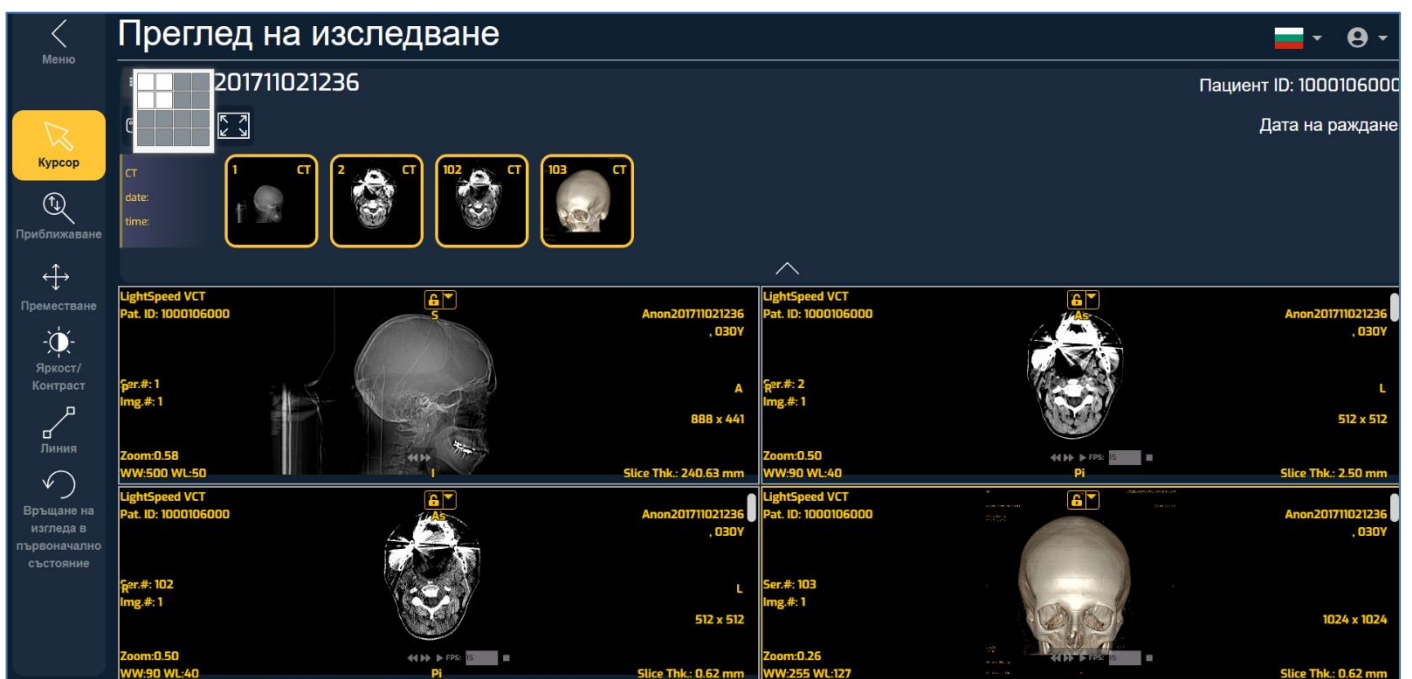 Преглед на изследване
Меню
201711021236
Пациент ID: 1000106000
Дата на раждане
Курсор
Приближаване
Преместване
Яркост/
Контраст
Линия
Връщане на
изгледа в
първоначално
състояние
CT
date:
time:
1 CT
2 CT
102 CT
103 CT
LightSpeed VCT
Pat. ID: 1000106000
S
Anon201711021236
, 030Y
Ser.#: 1
Img.#: 1
A
888 x 441
Zoom:0.58
WW:500 WL:50
I
Slice Thk.: 240.63 mm
LightSpeed VCT
Pat. ID: 1000106000
As
Anon201711021236
, 030Y
R
Ser.#: 2
Img.#: 1
L
512 x 512
Zoom:0.50
WW:90 WL:40
FPS: 15
Pi
Slice Thk.: 2.50 mm
LightSpeed VCT
Pat. ID: 1000106000
As
Anon201711021236
, 030Y
R
Ser.#: 102
Img.#: 1
L
512 x 512
Zoom:0.50
WW:90 WL:40
FPS: 15
Pi
Slice Thk.: 0.62 mm
LightSpeed VCT
Pat. ID: 1000106000
Anon201711021236
, 030Y
Ser.#: 103
Img.#: 1
1024 x 1024
Zoom:0.26
WW:255 WL:127
FPS: 15
Slice Thk.: 0.62 mm